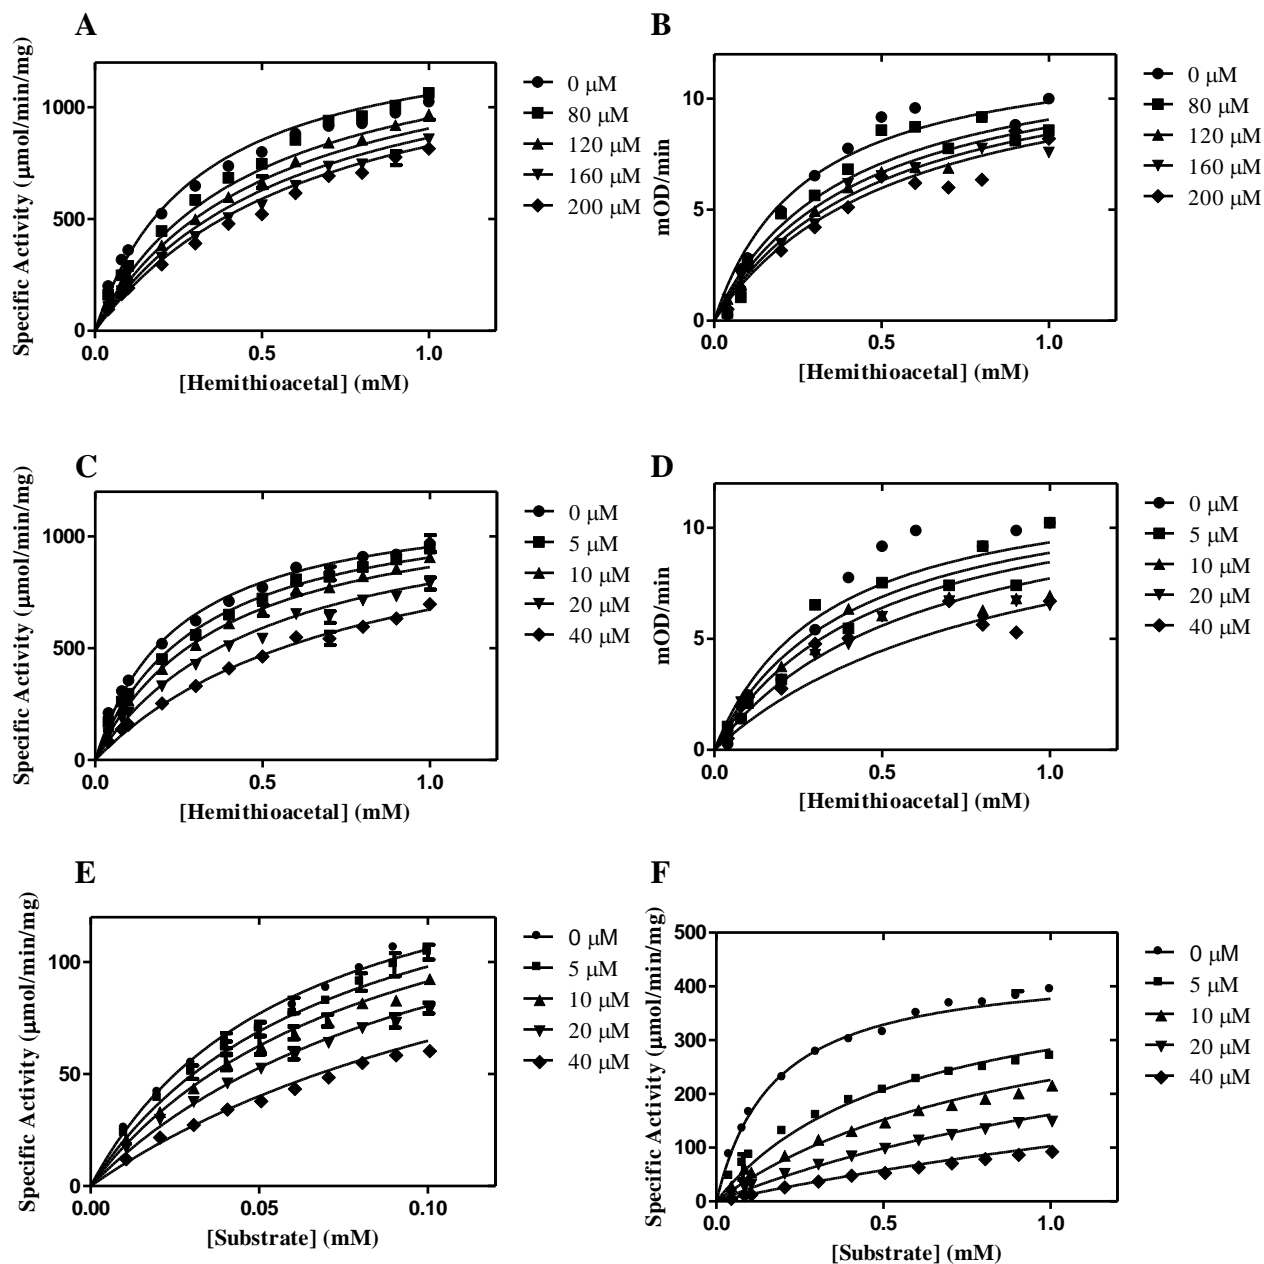 A
Specific Activity (µmol/min/mg)
1000
500
0
0.0
0.5
1.0
[Hemithioacetal] (mM)
0 µM
80 µM
120 µM
160 µM
200 µM
B
mOD/min
10
5
0
0.0
0.5
1.0
[Hemithioacetal] (mM)
0 µM
80 µM
120 µM
160 µM
200 µM
C
Specific Activity (µmol/min/mg)
1000
500
0
0.0
0.5
1.0
[Hemithioacetal] (mM)
0 µM
5 µM
10 µM
20 µM
40 µM
D
mOD/min
10
5
0
0.0
0.5
1.0
[Hemithioacetal] (mM)
0 µM
5 µM
10 µM
20 µM
40 µM
E
Specific Activity (µmol/min/mg)
100
50
0
0.00
0.05
0.10
[Substrate] (mM)
0 µM
5 µM
10 µM
20 µM
40 µM
F
Specific Activity (µmol/min/mg)
500
400
300
200
100
0
0.0
0.5
1.0
[Substrate] (mM)
0 µM
5 µM
10 µM
20 µM
40 µM